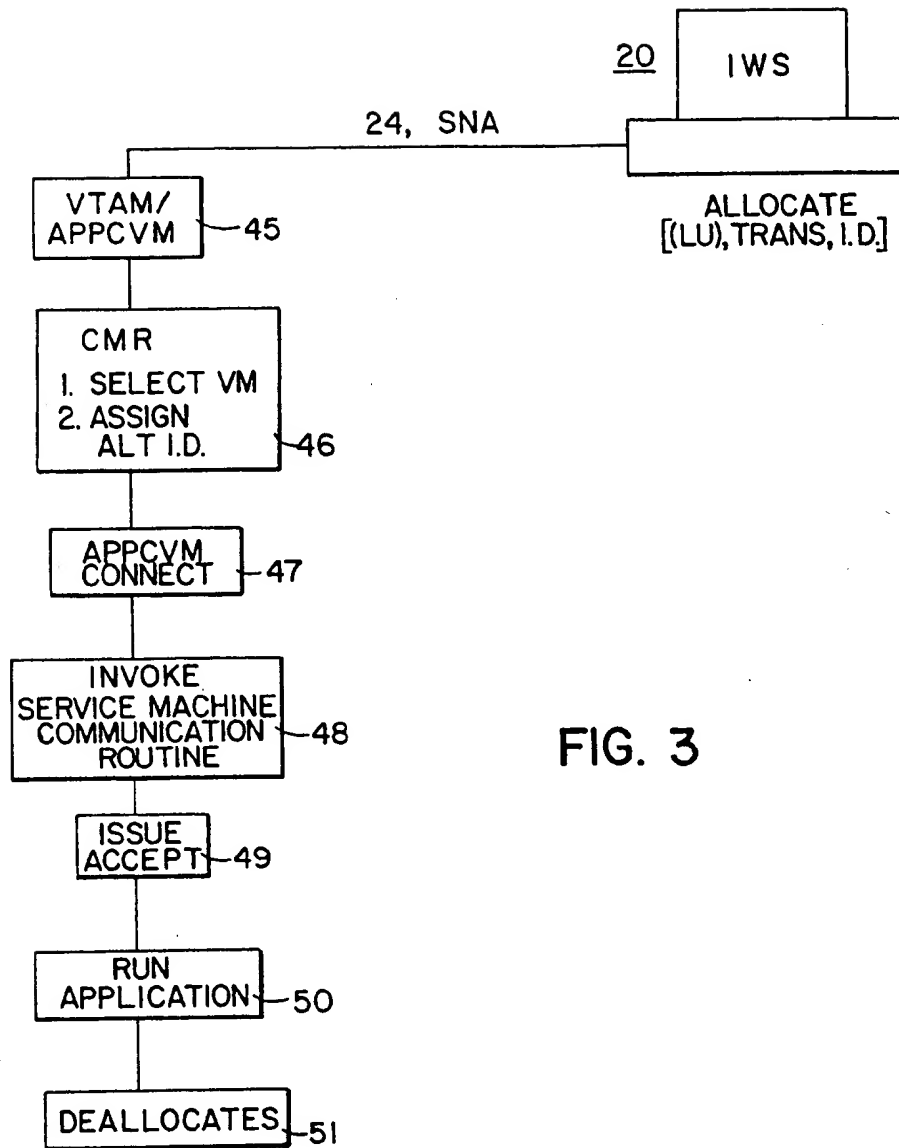 20
IWS
24, SNA
ALLOCATE
[(LU), TRANS, I.D.]
VTAM/
APPCVM
45
CMR
1. SELECT VM
2. ASSIGN
ALT I.D.
46
APPCVM
CONNECT
47
INVOKE
SERVICE MACHINE
COMMUNICATION
ROUTINE
48
FIG. 3
ISSUE
ACCEPT
49
RUN
APPLICATION
50
DEALLOCATES
51